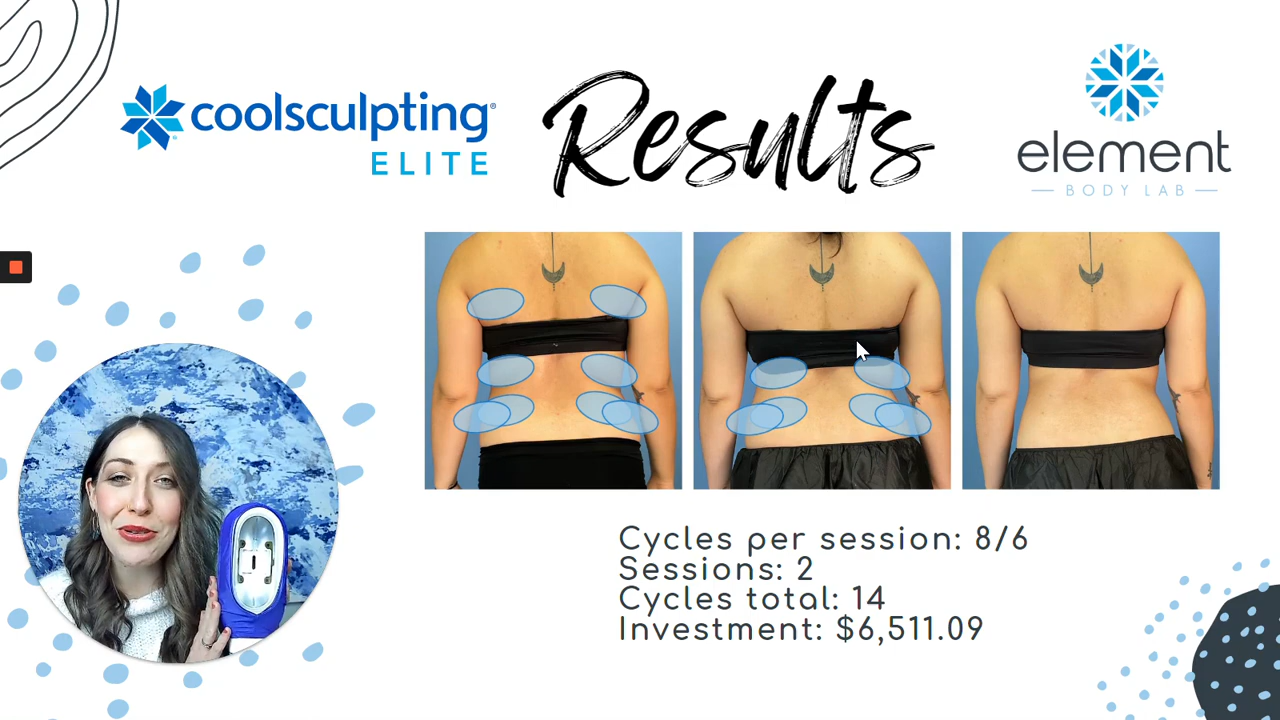 coolsculpting®
ELITE
Results
element
BODY LAB
Cycles per session: 8/6
Sessions: 2
Cycles total: 14
Investment: $6,511.09